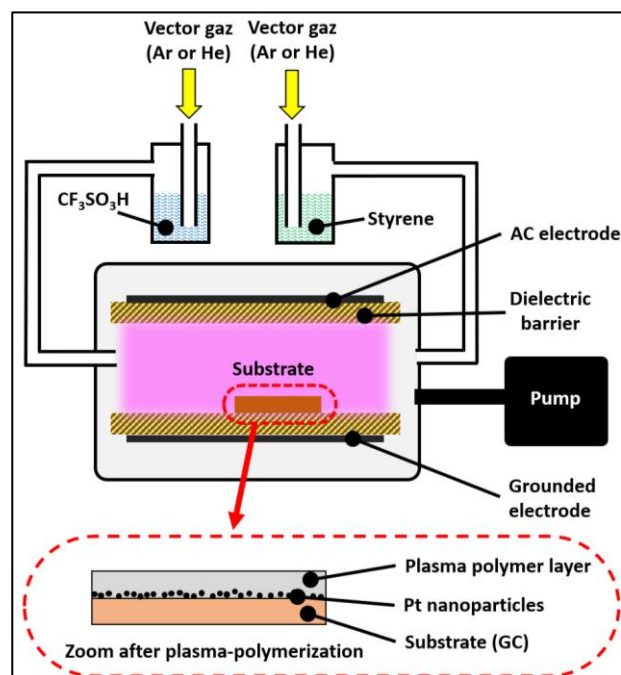 Vector gaz
(Ar or He)
Vector gaz
(Ar or He)
CF₃SO₃H
Styrene
AC electrode
Dielectric
barrier
Substrate
Pump
Grounded
electrode
Plasma polymer layer
Pt nanoparticles
Substrate (GC)
Zoom after plasma-polymerization